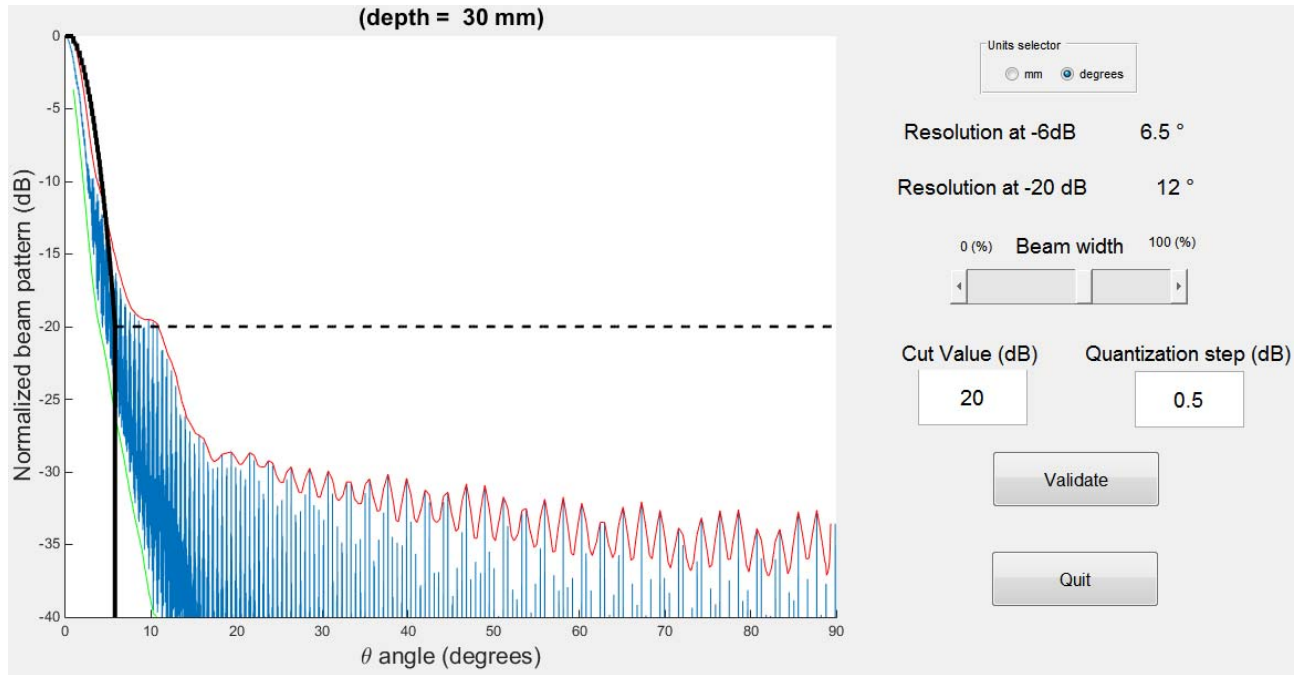 (depth =  30 mm)
0
-5
-10
-15
-20
-25
-30
-35
-40
Normalized beam pattern (dB)
0 10 20 30 40 50 60 70 80 90
θ angle (degrees)
Units selector
mm degrees
Resolution at -6dB 6.5 °
Resolution at -20 dB 12 °
0 (%) Beam width 100 (%)
Cut Value (dB) Quantization step (dB)
20 0.5
Validate
Quit